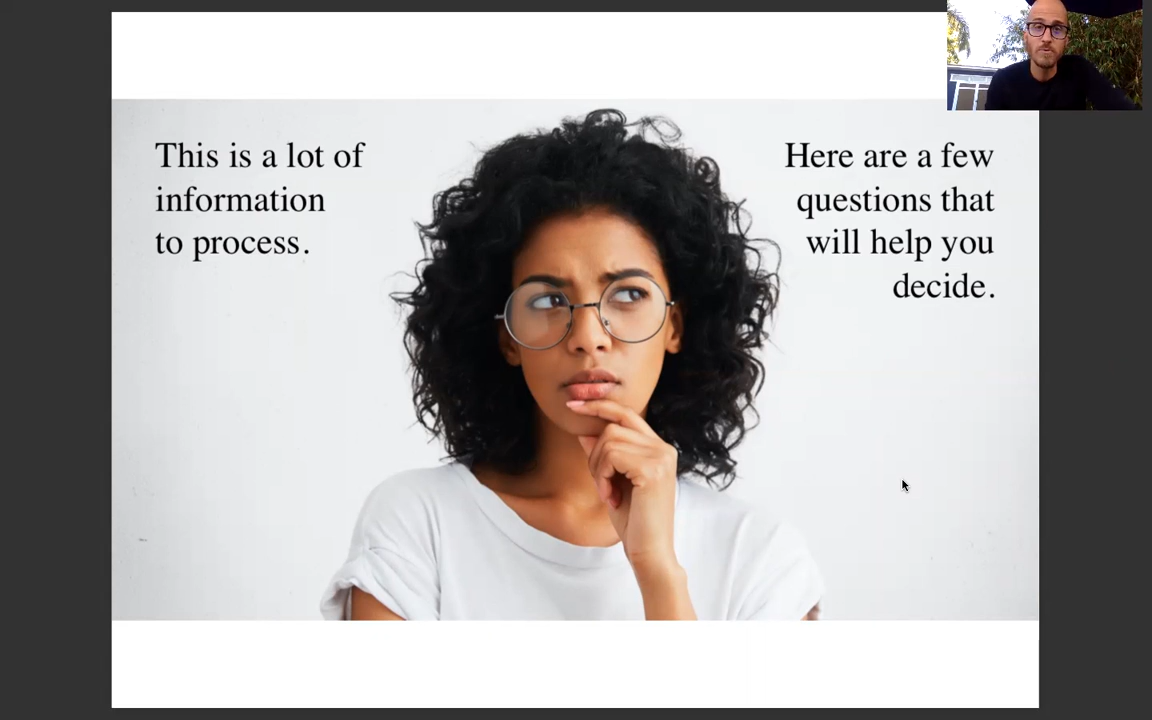 This is a lot of
information
to process.
Here are a few
questions that
will help you
decide.